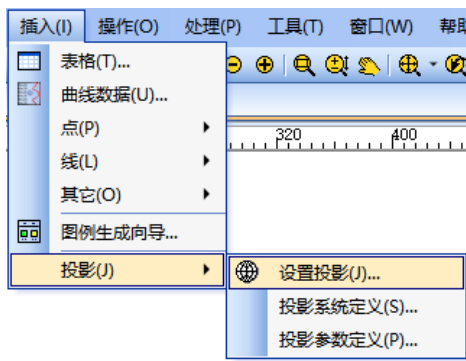 插入(I) 操作(O) 处理(P) 工具(T) 窗口(W) 帮助
表格(T)...
曲线数据(U)...
点(P)
线(L)
其它(O)
图例生成向导...
投影(J)
320 400
设置投影(J)...
投影系统定义(S)...
投影参数定义(P)...